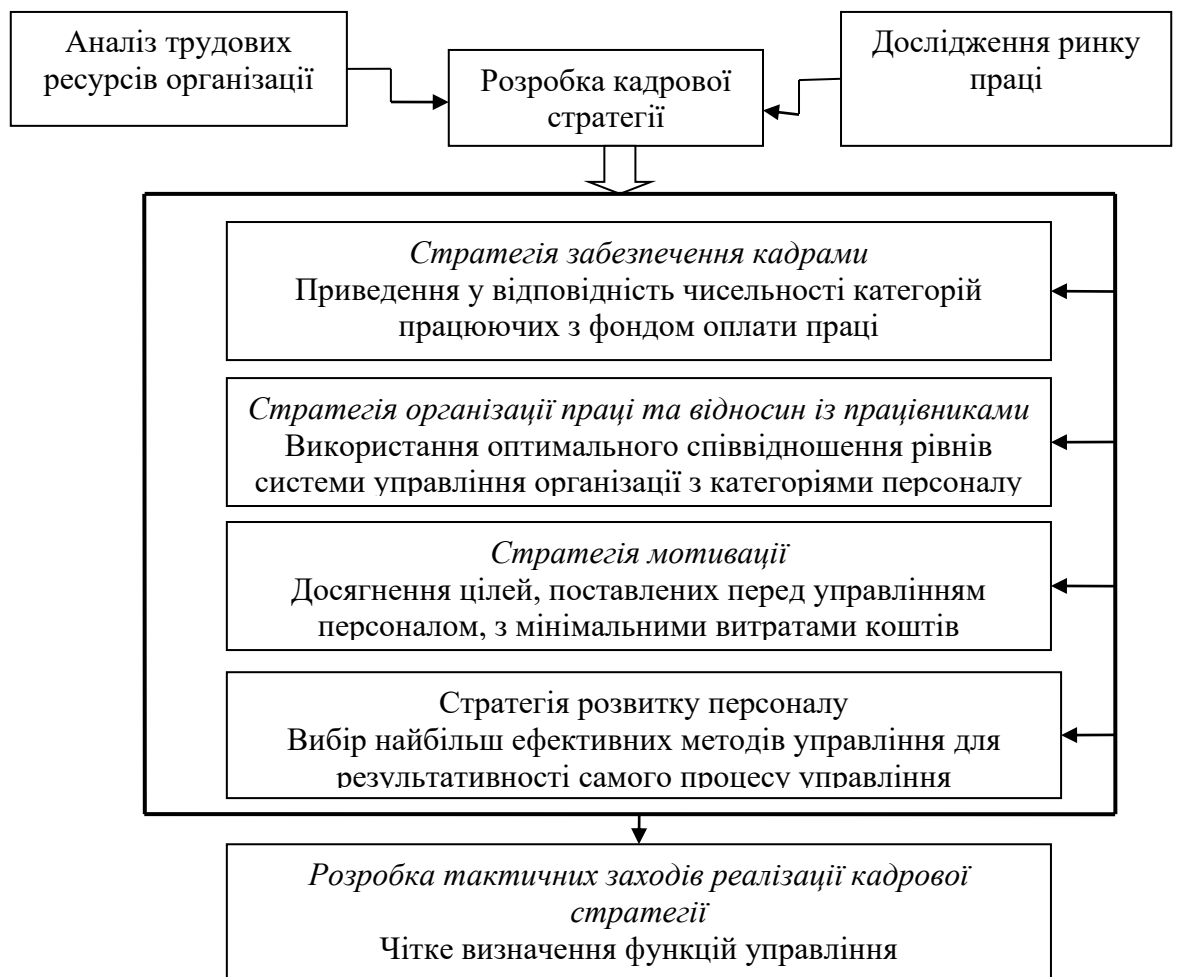 Аналіз трудових
ресурсів організації
Розробка кадрової
стратегії
Дослідження ринку
праці
Стратегія забезпечення кадрами
Приведення у відповідність чисельності категорій
працюючих з фондом оплати праці
Стратегія організації праці та відносин із працівниками
Використання оптимального співвідношення рівнів
системи управління організації з категоріями персоналу
Стратегія мотивації
Досягнення цілей, поставлених перед управлінням
персоналом, з мінімальними витратами коштів
Стратегія розвитку персоналу
Вибір найбільш ефективних методів управління для
результативності самого процесу управління
Розробка тактичних заходів реалізації кадрової
стратегії
Чітке визначення функцій управління